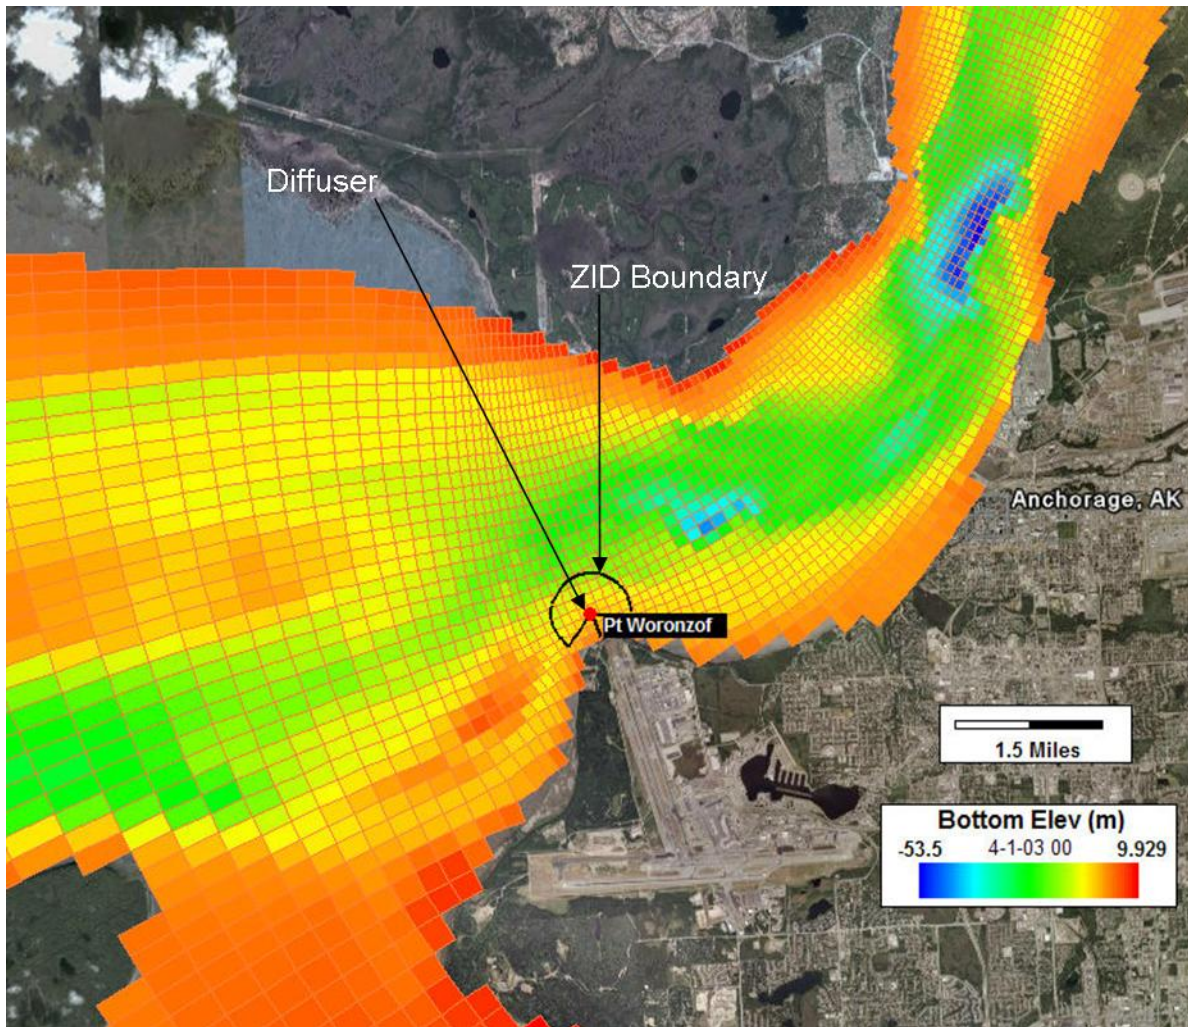 Diffuser
ZID Boundary
Anchorage, AK
Pt Woronzof
1.5 Miles
Bottom Elev (m)
-53.5 4-1-03 00 9.929